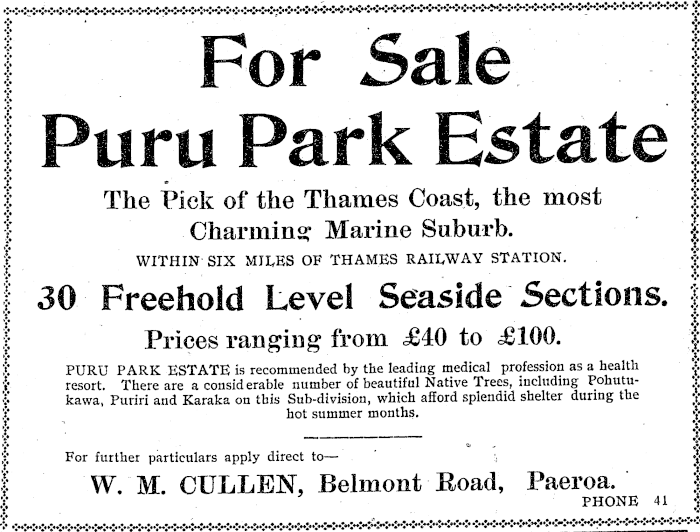 For Sale
Puru Park Estate
The Pick of the Thames Coast, the most
Charming Marine Suburb.
WITHIN SIX MILES OF THAMES RAILWAY STATION.
30 Freehold Level Seaside Sections.
Prices ranging from £40 to £100.
PURU PARK ESTATE is recommended by the leading medical profession as a health
resort. There are a considerable number of beautiful Native Trees, including Pohutu-
kawa, Puriri and Karaka on this Sub-division, which afford splendid shelter during the
hot summer months.
For further particulars apply direct to—
W. M. CULLEN, Belmont Road, Paeroa.
PHONE 41